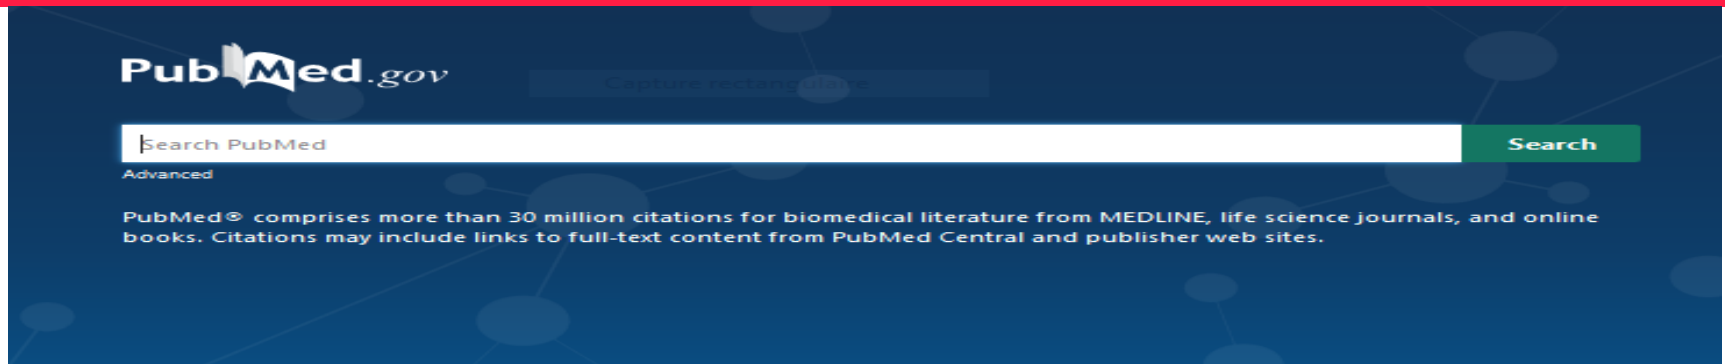 PubMed.gov
Capture rectangulaire
Search PubMed
Search
Advanced
PubMed® comprises more than 30 million citations for biomedical literature from MEDLINE, life science journals, and online
books. Citations may include links to full-text content from PubMed Central and publisher web sites.